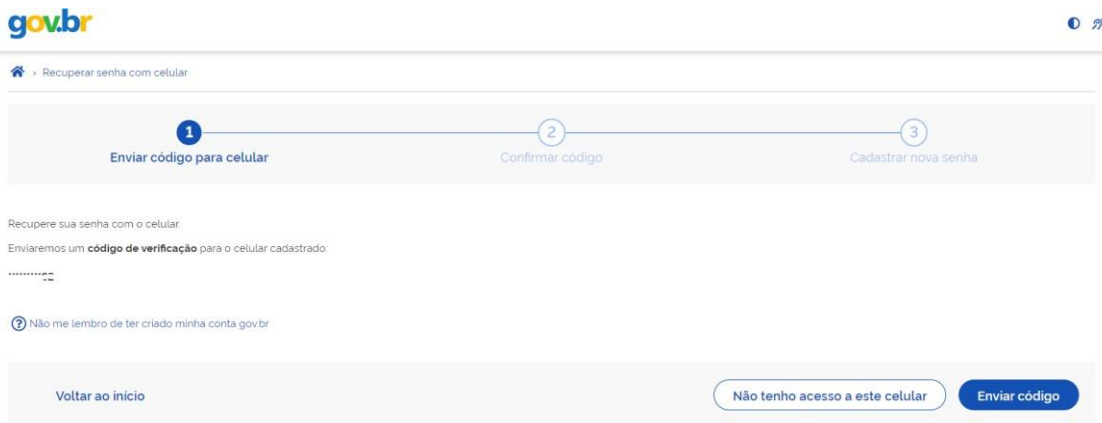 gov.br
Recuperar senha com celular
1
2
3
Enviar código para celular
Confirmar código
Cadastrar nova senha
Recupere sua senha com o celular.
Enviaremos um código de verificação para o celular cadastrado:
Não me lembro de ter criado minha conta gov.br
Voltar ao início
Não tenho acesso a este celular
Enviar código